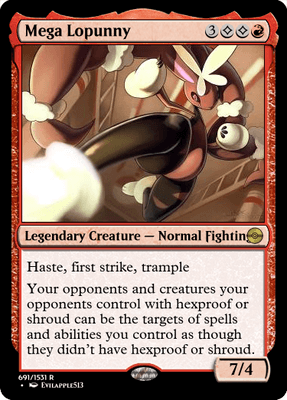 Mega Lopunny 3
Legendary Creature — Normal Fightin
Haste, first strike, trample
Your opponents and creatures your
opponents control with hexproof or
shroud can be the targets of spells
and abilities you control as though
they didn't have hexproof or shroud.
7/4
691/1531 R
• Evilapple513